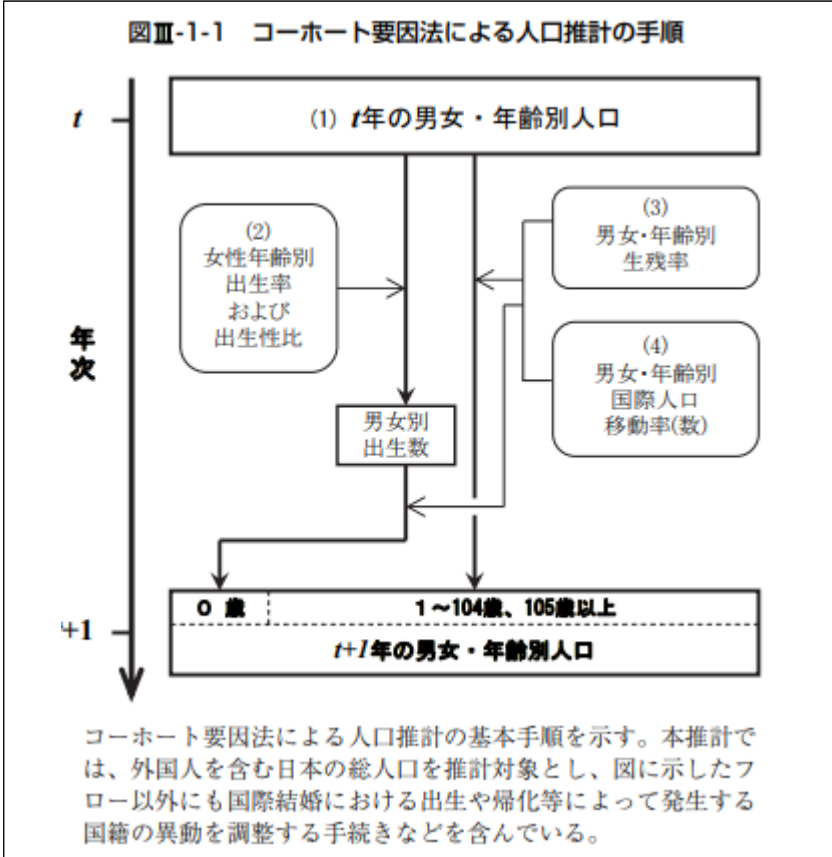 図Ⅲ-1-1 コーホート要因法による人口推計の手順
t
(1) t年の男女・年齢別人口
(2)
女性年齢別
出生率
および
出生性比
(3)
男女・年齢別
生残率
年次
(4)
男女・年齢別
国際人口
移動率(数)
男女別
出生数
0 歳
1～104歳、105歳以上
+1
t+1年の男女・年齢別人口
コーホート要因法による人口推計の基本手順を示す。本推計で
は、外国人を含む日本の総人口を推計対象とし、図に示したフ
ロー以外にも国際結婚における出生や帰化等によって発生する
国籍の異動を調整する手続きなどを含んでいる。